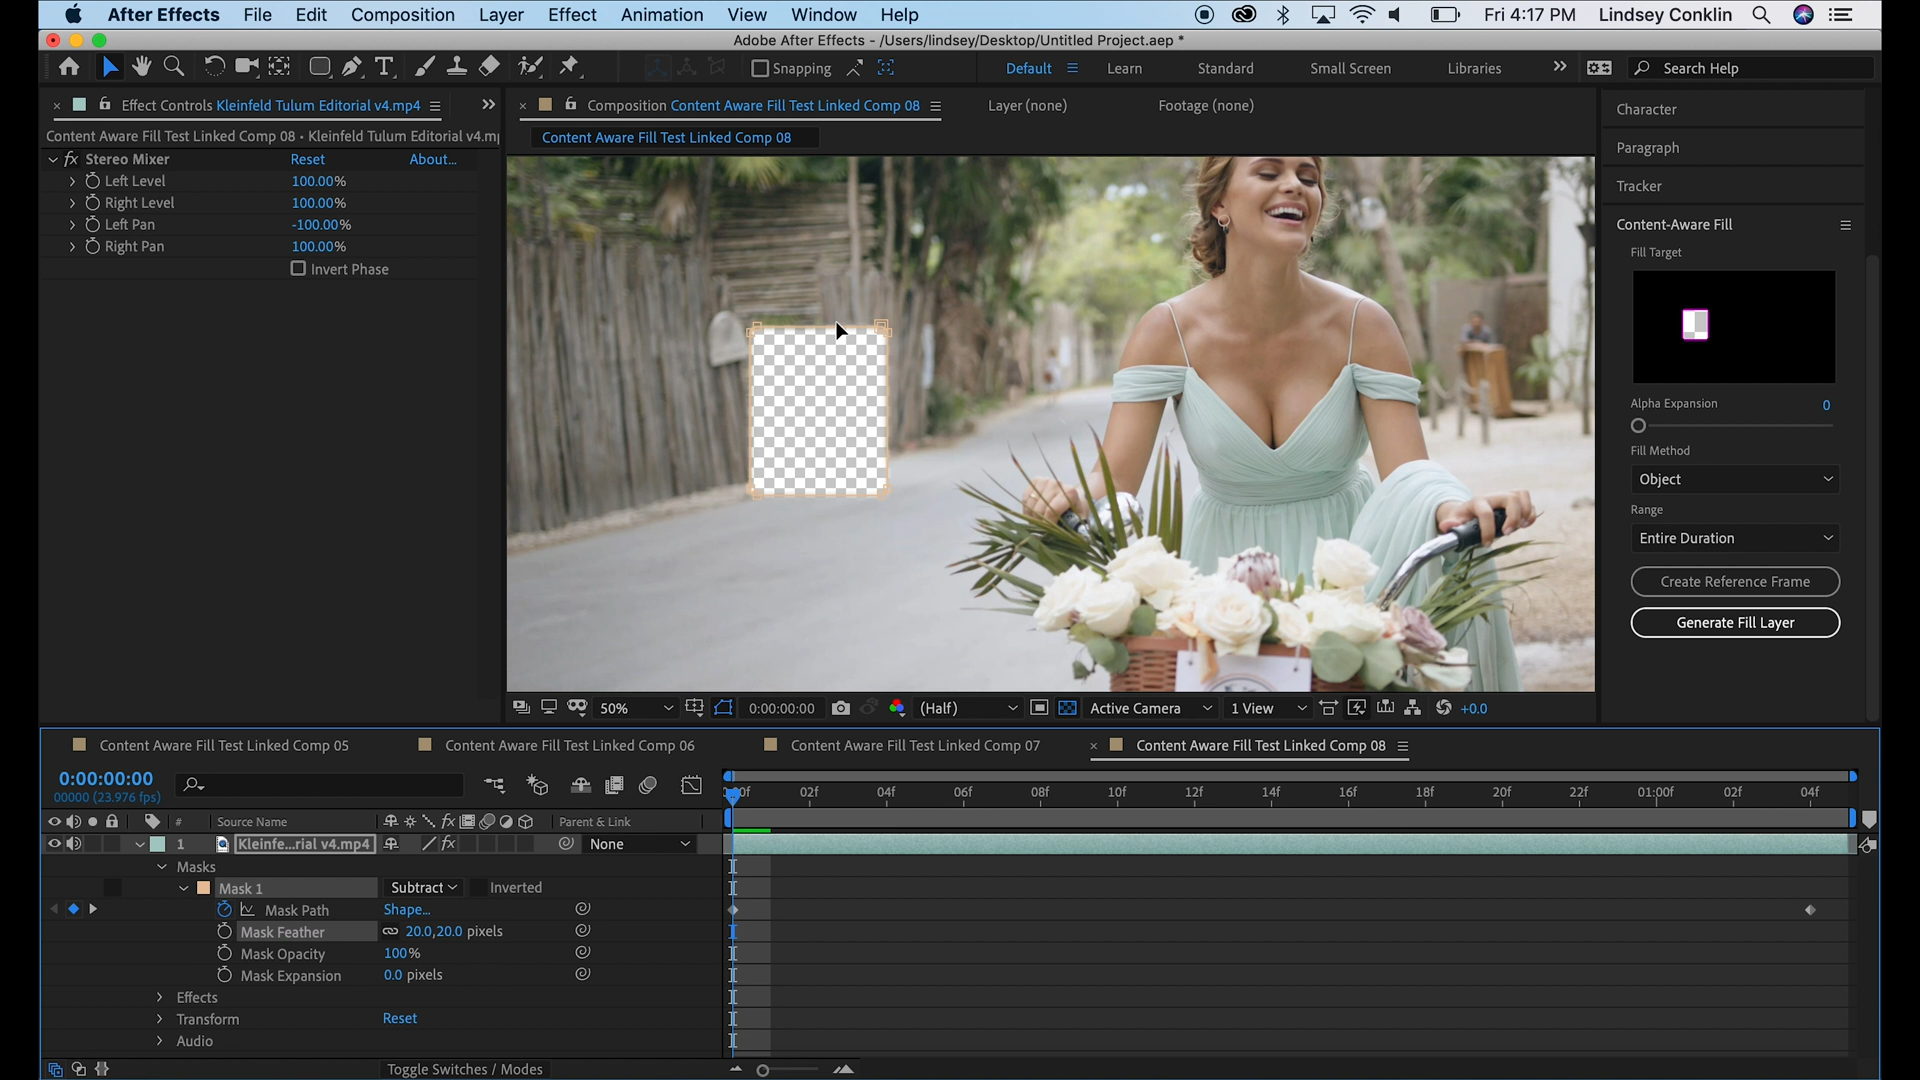 After Effects File Edit Composition Layer Effect Animation View Window Help Fri 4:17 PM Lindsey Conklin
Adobe After Effects - /Users/lindsey/Desktop/Untitled Project.aep *
Snapping Default Learn Standard Small Screen Libraries Search Help
Effect Controls Kleinfeld Tulum Editorial v4.mp4
Composition Content Aware Fill Test Linked Comp 08 Layer (none) Footage (none)
Content Aware Fill Test Linked Comp 08 • Kleinfeld Tulum Editorial v4.m
Content Aware Fill Test Linked Comp 08
fx Stereo Mixer Reset About...
Left Level 100.00%
Right Level 100.00%
Left Pan -100.00%
Right Pan 100.00%
Invert Phase
Character
Paragraph
Tracker
Content-Aware Fill
Fill Target
Alpha Expansion 0
Fill Method
Object
Range
Entire Duration
Create Reference Frame
Generate Fill Layer
50% 0:00:00:00 (Half) Active Camera 1 View +0.0
Content Aware Fill Test Linked Comp 05 Content Aware Fill Test Linked Comp 06 Content Aware Fill Test Linked Comp 07 Content Aware Fill Test Linked Comp 08
0:00:00:00
00000 (23.976 fps)
02f 04f 06f 08f 10f 12f 14f 16f 18f 20f 22f 01:00f 02f 04f
# Source Name fx Parent & Link
1 Kleinfe...rial v4.mp4 fx None
Masks
Mask 1 Subtract Inverted
Mask Path Shape...
Mask Feather 20.0,20.0 pixels
Mask Opacity 100%
Mask Expansion 0.0 pixels
Effects
Transform Reset
Audio
Toggle Switches / Modes